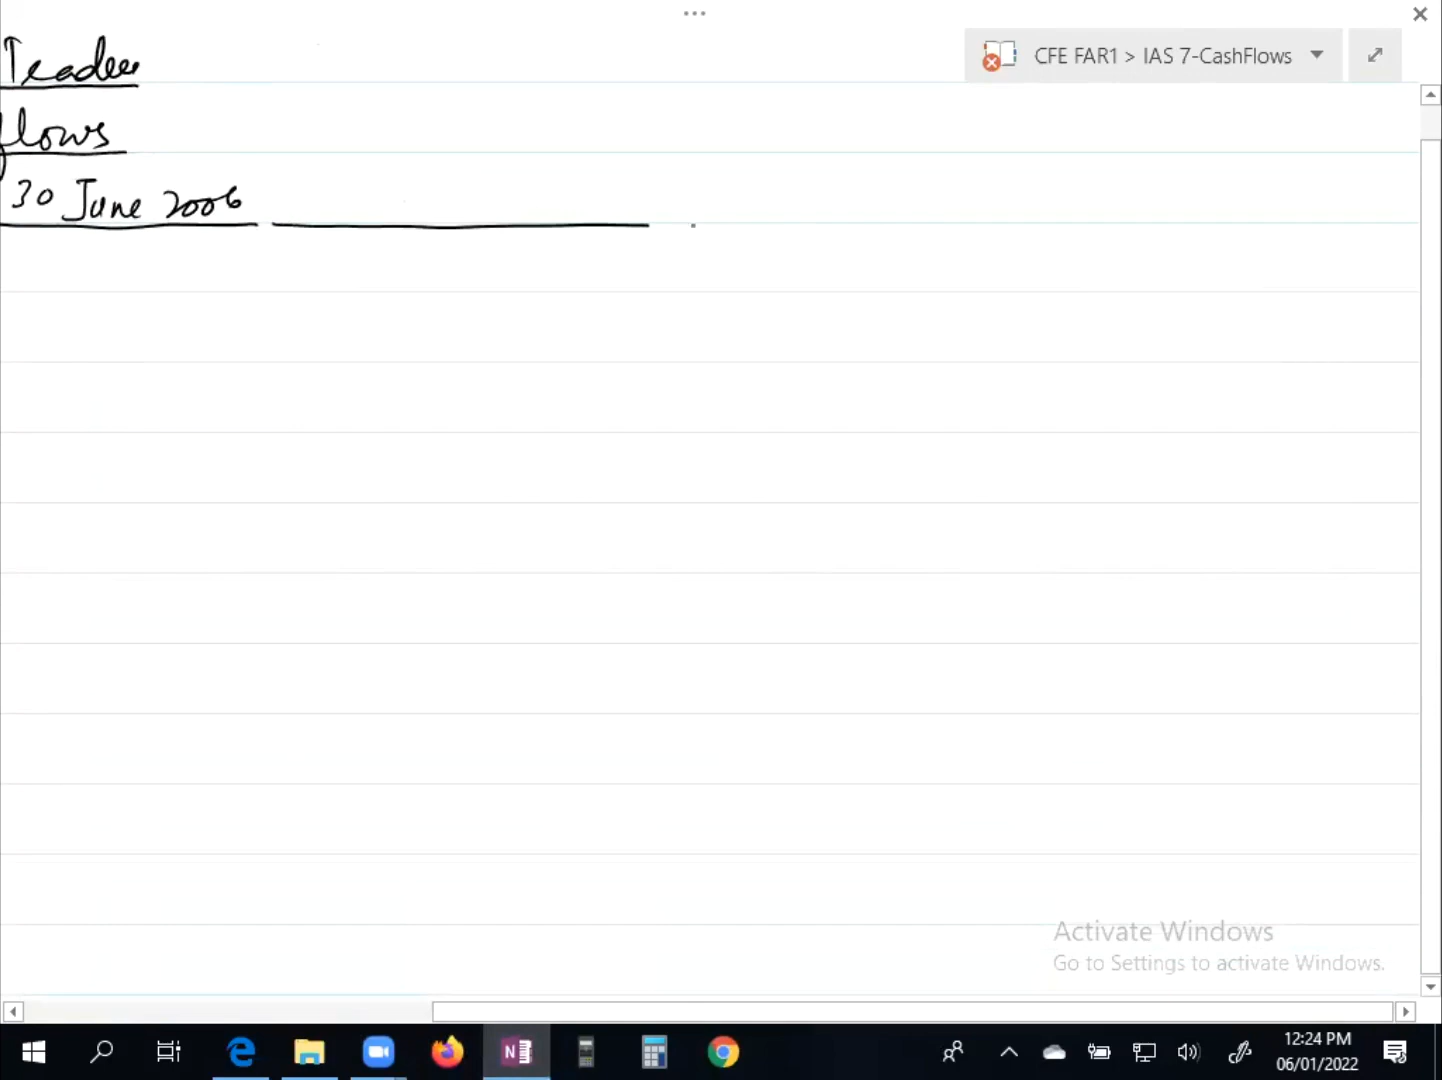 CFE FAR1 > IAS 7-CashFlows
Traders
flows
30 June 2006
Activate Windows
Go to Settings to activate Windows.
N
12:24 PM
06/01/2022